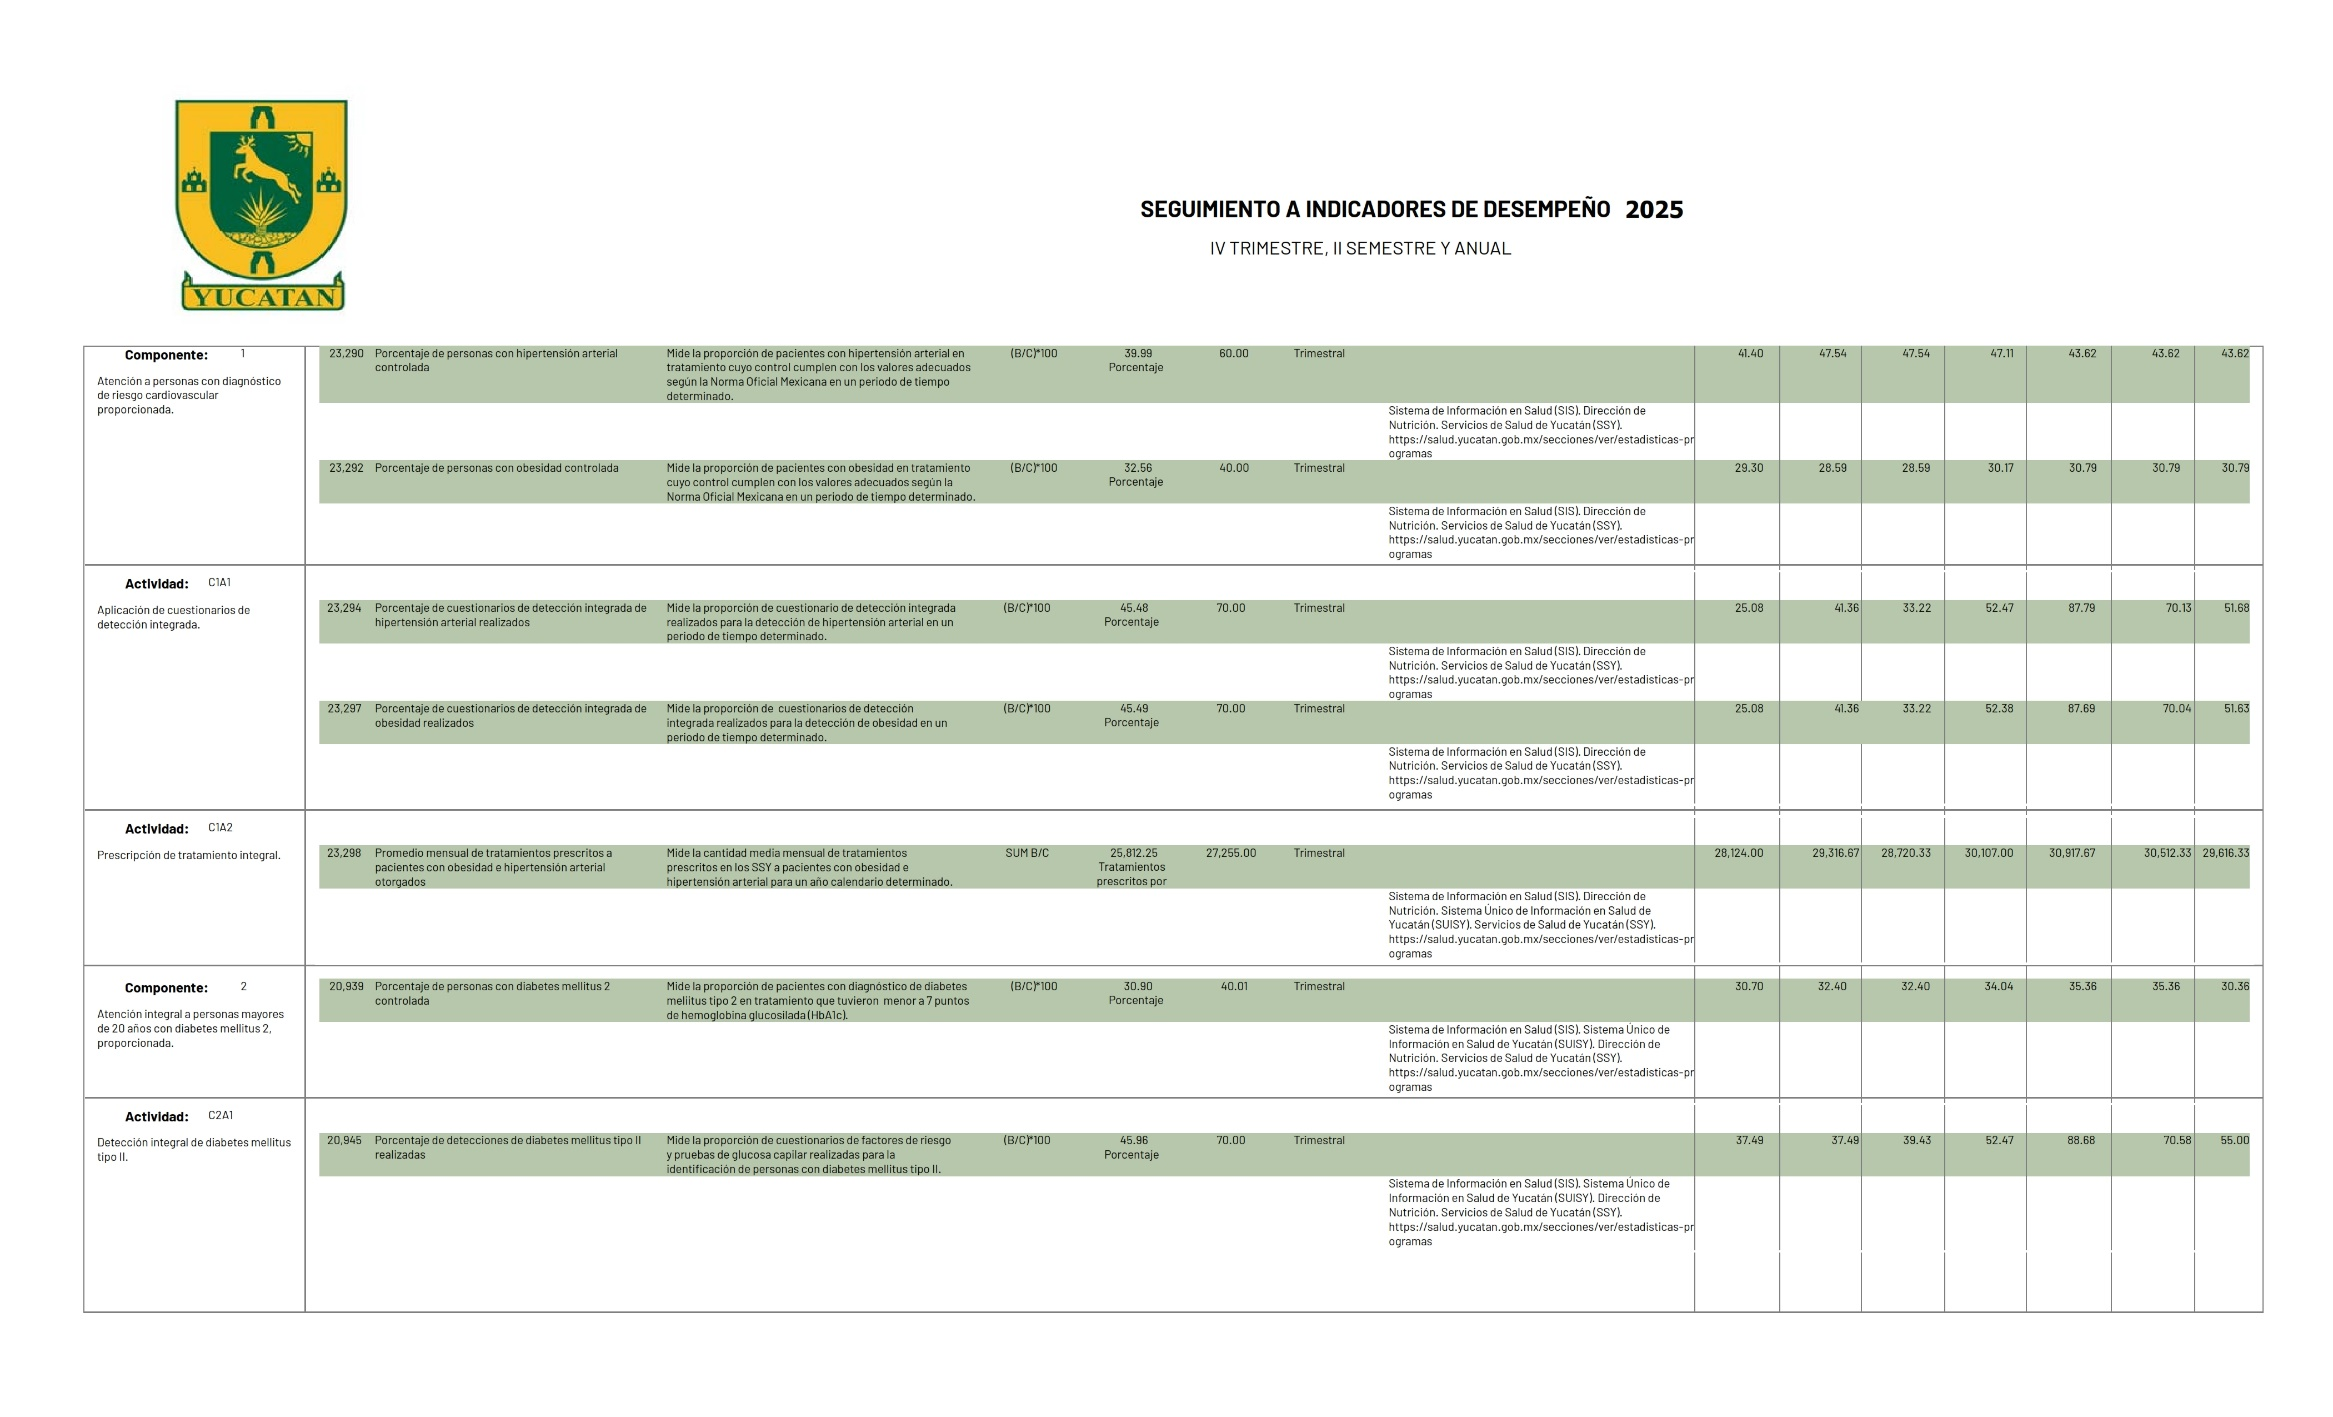 YUCATAN
SEGUIMIENTO A INDICADORES DE DESEMPEÑO 2025
IV TRIMESTRE, II SEMESTRE Y ANUAL
Componente: 1
Atención a personas con diagnóstico
de riesgo cardiovascular
proporcionada.
23,290 Porcentaje de personas con hipertensión arterial
controlada
Mide la proporción de pacientes con hipertensión arterial en
tratamiento cuyo control cumplen con los valores adecuados
según la Norma Oficial Mexicana en un periodo de tiempo
determinado.
(B/C)*100
39.99
Porcentaje
60.00
Trimestral
41.40 47.54 47.54 47.11 43.62 43.62 43.62
Sistema de Información en Salud (SIS). Dirección de
Nutrición. Servicios de Salud de Yucatán (SSY).
https://salud.yucatan.gob.mx/secciones/ver/estadisticas-pr
ogramas
23,292 Porcentaje de personas con obesidad controlada
Mide la proporción de pacientes con obesidad en tratamiento
cuyo control cumplen con los valores adecuados según la
Norma Oficial Mexicana en un periodo de tiempo determinado.
(B/C)*100
32.56
Porcentaje
40.00
Trimestral
29.30 28.59 28.59 30.17 30.79 30.79 30.79
Sistema de Información en Salud (SIS). Dirección de
Nutrición. Servicios de Salud de Yucatán (SSY).
https://salud.yucatan.gob.mx/secciones/ver/estadisticas-pr
ogramas
Actividad: C1A1
Aplicación de cuestionarios de
detección integrada.
23,294 Porcentaje de cuestionarios de detección integrada de
hipertensión arterial realizados
Mide la proporción de cuestionario de detección integrada
realizados para la detección de hipertensión arterial en un
periodo de tiempo determinado.
(B/C)*100
45.48
Porcentaje
70.00
Trimestral
25.08 41.36 33.22 52.47 87.79 70.13 51.68
Sistema de Información en Salud (SIS). Dirección de
Nutrición. Servicios de Salud de Yucatán (SSY).
https://salud.yucatan.gob.mx/secciones/ver/estadisticas-pr
ogramas
23,297 Porcentaje de cuestionarios de detección integrada de
obesidad realizados
Mide la proporción de cuestionarios de detección
integrada realizados para la detección de obesidad en un
periodo de tiempo determinado.
(B/C)*100
45.49
Porcentaje
70.00
Trimestral
25.08 41.36 33.22 52.38 87.69 70.04 51.63
Sistema de Información en Salud (SIS). Dirección de
Nutrición. Servicios de Salud de Yucatán (SSY).
https://salud.yucatan.gob.mx/secciones/ver/estadisticas-pr
ogramas
Actividad: C1A2
Prescripción de tratamiento integral.
23,298 Promedio mensual de tratamientos prescritos a
pacientes con obesidad e hipertensión arterial
otorgados
Mide la cantidad media mensual de tratamientos
prescritos en los SSY a pacientes con obesidad e
hipertensión arterial para un año calendario determinado.
SUM B/C
25,812.25
Tratamientos
prescritos por
27,255.00
Trimestral
28,124.00 29,316.67 28,720.33 30,107.00 30,917.67 30,512.33 29,616.33
Sistema de Información en Salud (SIS). Dirección de
Nutrición. Sistema Único de Información en Salud de
Yucatán (SUISY). Servicios de Salud de Yucatán (SSY).
https://salud.yucatan.gob.mx/secciones/ver/estadisticas-pr
ogramas
Componente: 2
Atención integral a personas mayores
de 20 años con diabetes mellitus 2,
proporcionada.
20,939 Porcentaje de personas con diabetes mellitus 2
controlada
Mide la proporción de pacientes con diagnóstico de diabetes
mellitus tipo 2 en tratamiento que tuvieron menor a 7 puntos
de hemoglobina glucosilada (HbA1c).
(B/C)*100
30.90
Porcentaje
40.01
Trimestral
30.70 32.40 32.40 34.04 35.36 35.36 30.36
Sistema de Información en Salud (SIS). Sistema Único de
Información en Salud de Yucatán (SUISY). Dirección de
Nutrición. Servicios de Salud de Yucatán (SSY).
https://salud.yucatan.gob.mx/secciones/ver/estadisticas-pr
ogramas
Actividad: C2A1
Detección integral de diabetes mellitus
tipo II.
20,945 Porcentaje de detecciones de diabetes mellitus tipo II
realizadas
Mide la proporción de cuestionarios de factores de riesgo
y pruebas de glucosa capilar realizadas para la
identificación de personas con diabetes mellitus tipo II.
(B/C)*100
45.96
Porcentaje
70.00
Trimestral
37.49 37.49 39.43 52.47 88.68 70.58 55.00
Sistema de Información en Salud (SIS). Sistema Único de
Información en Salud de Yucatán (SUISY). Dirección de
Nutrición. Servicios de Salud de Yucatán (SSY).
https://salud.yucatan.gob.mx/secciones/ver/estadisticas-pr
ogramas